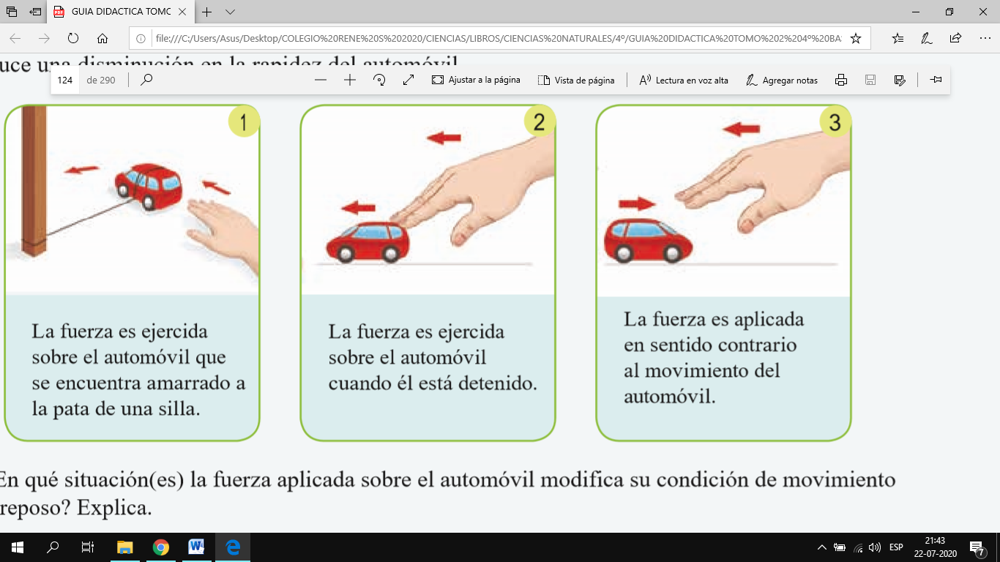 GUIA DIDACTICA TOMO
file:///C:/Users/Asus/Desktop/COLEGIO%20RENE%20S%202020/CIENCIAS/LIBROS/CIENCIAS%20NATURALES/4º/GUIA%20DIDACTICA%20TOMO%202%204º%20BA
uce una disminución en la rapidez del automóvil
124 de 290
Ajustar a la página
Vista de página
Lectura en voz alta
Agregar notas
1
La fuerza es ejercida
sobre el automóvil que
se encuentra amarrado a
la pata de una silla.
2
La fuerza es ejercida
sobre el automóvil
cuando él está detenido.
3
La fuerza es aplicada
en sentido contrario
al movimiento del
automóvil.
En qué situación(es) la fuerza aplicada sobre el automóvil modifica su condición de movimiento
reposo? Explica.
ESP
21:43
22-07-2020
7